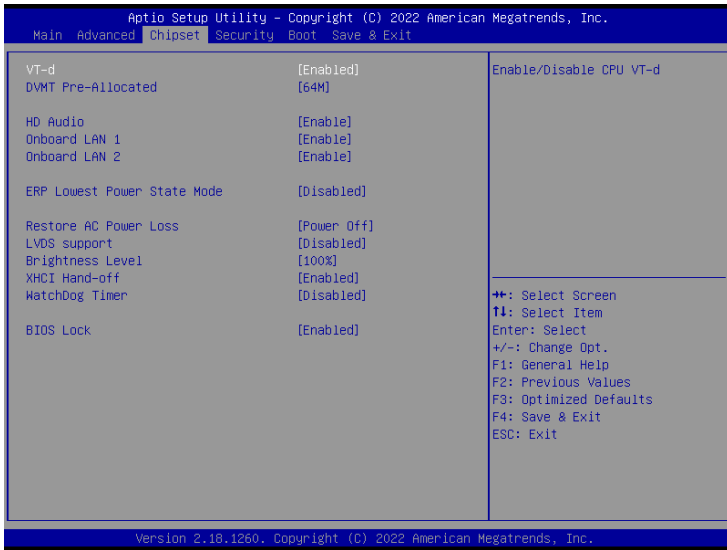 Aptio Setup Utility – Copyright (C) 2022 American Megatrends, Inc.
Main Advanced Chipset Security Boot Save & Exit
VT-d [Enabled] Enable/Disable CPU VT-d
DVMT Pre-Allocated [64M]
HD Audio [Enable]
Onboard LAN 1 [Enable]
Onboard LAN 2 [Enable]
ERP Lowest Power State Mode [Disabled]
Restore AC Power Loss [Power Off]
LVDS support [Disabled]
Brightness Level [100%]
XHCI Hand-off [Enabled]
WatchDog Timer [Disabled]
BIOS Lock [Enabled]
→←: Select Screen
↑↓: Select Item
Enter: Select
+/-: Change Opt.
F1: General Help
F2: Previous Values
F3: Optimized Defaults
F4: Save & Exit
ESC: Exit
Version 2.18.1260. Copyright (C) 2022 American Megatrends, Inc.